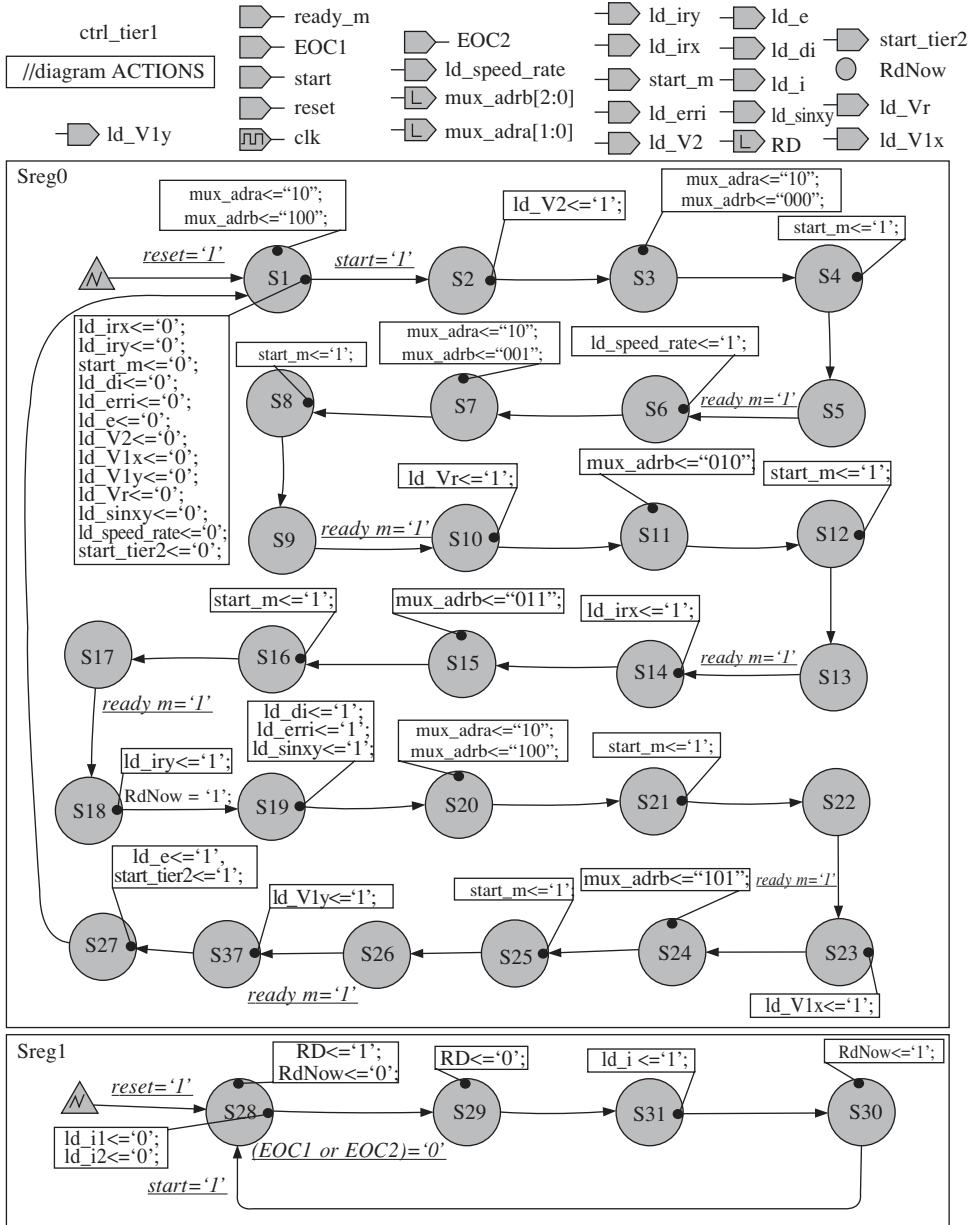 ctrl_tier1
//diagram ACTIONS
ld_V1y
ready_m
EOC1
start
reset
clk
EOC2
ld_speed_rate
L mux_adrb[2:0]
L mux_adra[1:0]
ld_iry
ld_irx
start_m
ld_erri
ld_V2
ld_e
ld_di
ld_i
ld_sinxy
L RD
start_tier2
RdNow
ld_Vr
ld_V1x
Sreg0
mux_adra<=“10”;
mux_adrb<=“100”;
ld_V2<=‘1’;
mux_adra<=“10”;
mux_adrb<=“000”;
start_m<=‘1’;
reset=‘1’
S1
start=‘1’
S2
S3
S4
ld_irx<=‘0’;
ld_iry<=‘0’;
start_m<=‘0’;
ld_di<=‘0’;
ld_erri<=‘0’;
ld_e<=‘0’;
ld_V2<=‘0’;
ld_V1x<=‘0’;
ld_V1y<=‘0’;
ld_Vr<=‘0’;
ld_sinxy<=‘0’;
ld_speed_rate<=‘0’;
start_tier2<=‘0’;
start_m<=‘1’;
mux_adra<=“10”;
mux_adrb<=“001”;
ld_speed_rate<=‘1’;
S8
S7
S6
ready m=‘1’
S5
ld_Vr<=‘1’;
mux_adrb<=“010”;
start_m<=‘1’;
S9
ready m=‘1’
S10
S11
S12
start_m<=‘1’;
mux_adrb<=“011”;
ld_irx<=‘1’;
S17
S16
S15
S14
ready m=‘1’
S13
ready m=‘1’
ld_di<=‘1’;
ld_erri<=‘1’;
ld_sinxy<=‘1’;
mux_adra<=“10”;
mux_adrb<=“100”;
start_m<=‘1’;
ld_iry<=‘1’;
S18
RdNow = ‘1’;
S19
S20
S21
S22
ld_e<=‘1’,
start_tier2<=‘1’;
ld_V1y<=‘1’;
start_m<=‘1’;
mux_adrb<=“101”;
ready m=‘1’
S27
S37
S26
S25
S24
S23
ready m=‘1’
ld_V1x<=‘1’;
Sreg1
RD<=‘1’;
RdNow<=‘0’;
RD<=‘0’;
ld_i <=‘1’;
RdNow<=‘1’;
reset=‘1’
S28
S29
S31
S30
ld_i1<=‘0’;
ld_i2<=‘0’;
(EOC1 or EOC2)=‘0’
start=‘1’